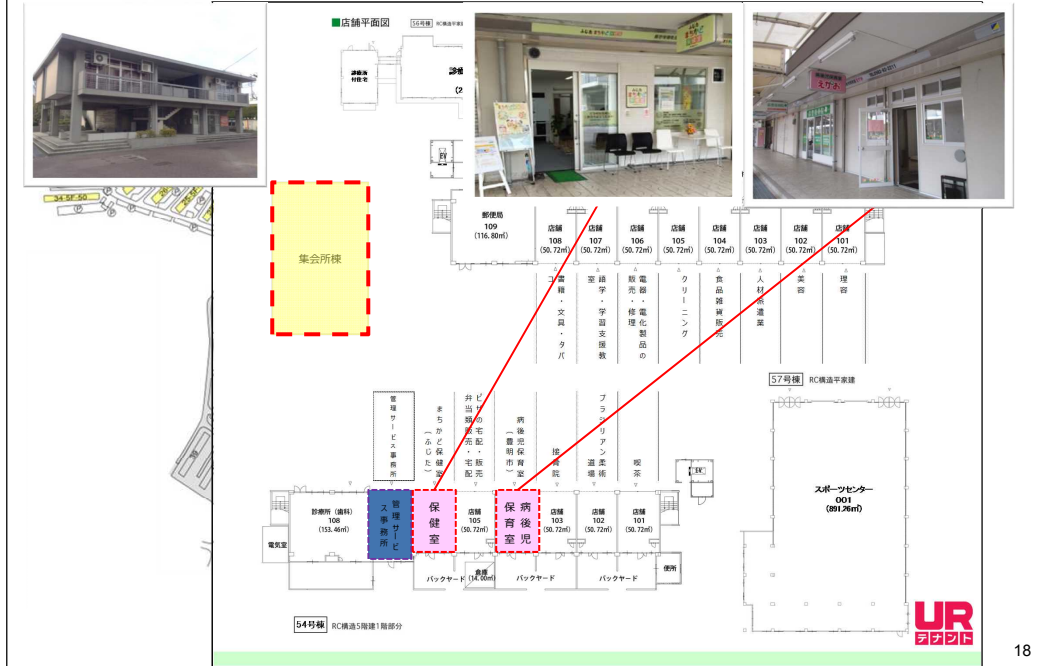 ■店舗平面図
56号棟
診療所
付住宅
EV
郵便局
109
(116.80㎡)
店舗
108
(50.72㎡)
店舗
107
(50.72㎡)
店舗
106
(50.72㎡)
店舗
105
(50.72㎡)
店舗
104
(50.72㎡)
店舗
103
(50.72㎡)
店舗
102
(50.72㎡)
店舗
101
(50.72㎡)
書籍・文具・タバコ
語学・学習支援教室
電器・電化製品の
販売・修理
クリーニング
食品雑貨販売
人材派遣業
美容
理容
34-5F-50
集会所棟
39
57号棟 RC構造平家建
スポーツセンター
001
(891.26㎡)
管理サービス事務所
まちかど保健室
(ふじた)
ピザの宅配・販売
弁当類販売・宅配
病後児保育室
(豊明市)
接骨院
ブラジリアン柔術
道場
喫茶
診療所(歯科)
108
(153.46㎡)
管理サービス事務所
保健室
店舗
105
(50.72㎡)
病後児
保育室
店舗
103
(50.72㎡)
店舗
102
(50.72㎡)
店舗
101
(50.72㎡)
電気室
バックヤード
倉庫
(14.00㎡)
バックヤード
バックヤード
便所
54号棟 RC構造5階建1階部分
UR
テナント
18